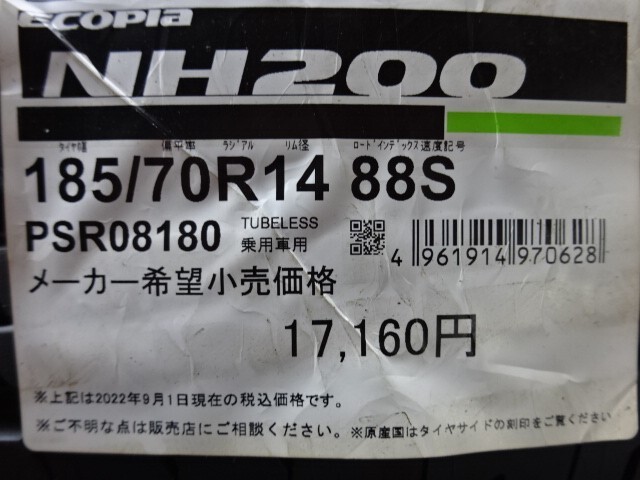 ECOPIA
NH200
タイヤ幅 偏平率 ラジアル リム径 ロードインデックス 速度記号
185/70R14 88S
PSR08180 TUBELESS 乗用車用
4 961914 970628
メーカー希望小売価格
17,160円
※上記は2022年9月1日現在の税込価格です。
※ご不明な点は販売店にご相談ください。 ※原産国はタイヤサイドの刻印をご覧ください